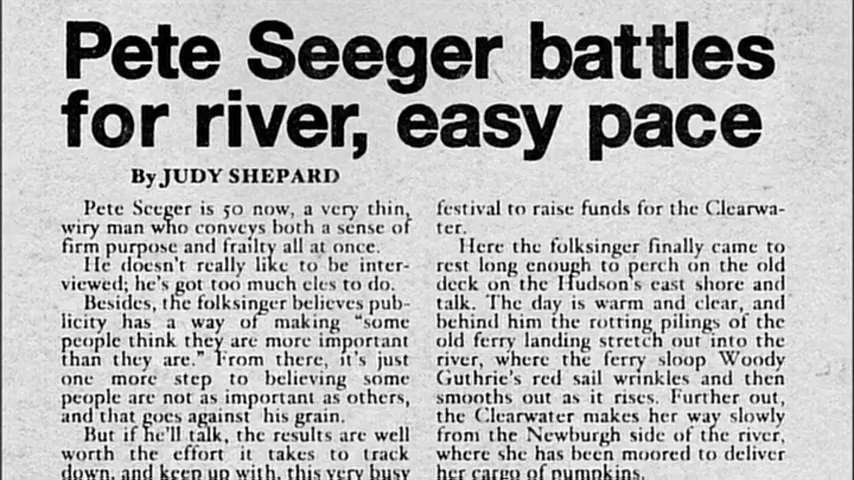 Pete Seeger battles
for river, easy pace
By JUDY SHEPARD
Pete Seeger is 50 now, a very thin,
wiry man who conveys both a sense of
firm purpose and frailty all at once.
He doesn't really like to be inter-
viewed; he's got too much eles to do.
Besides, the folksinger believes pub-
licity has a way of making "some
people think they are more important
than they are." From there, it's just
one more step to believing some
people are not as important as others,
and that goes against his grain.
But if he'll talk, the results are well
worth the effort it takes to track
down, and keep up with, this very busy
festival to raise funds for the Clearwa-
ter.
Here the folksinger finally came to
rest long enough to perch on the old
deck on the Hudson's east shore and
talk. The day is warm and clear, and
behind him the rotting pilings of the
old ferry landing stretch out into the
river, where the ferry sloop Woody
Guthrie's red sail wrinkles and then
smooths out as it rises. Further out,
the Clearwater makes her way slowly
from the Newburgh side of the river,
where she has been moored to deliver
her cargo of pumpkins.